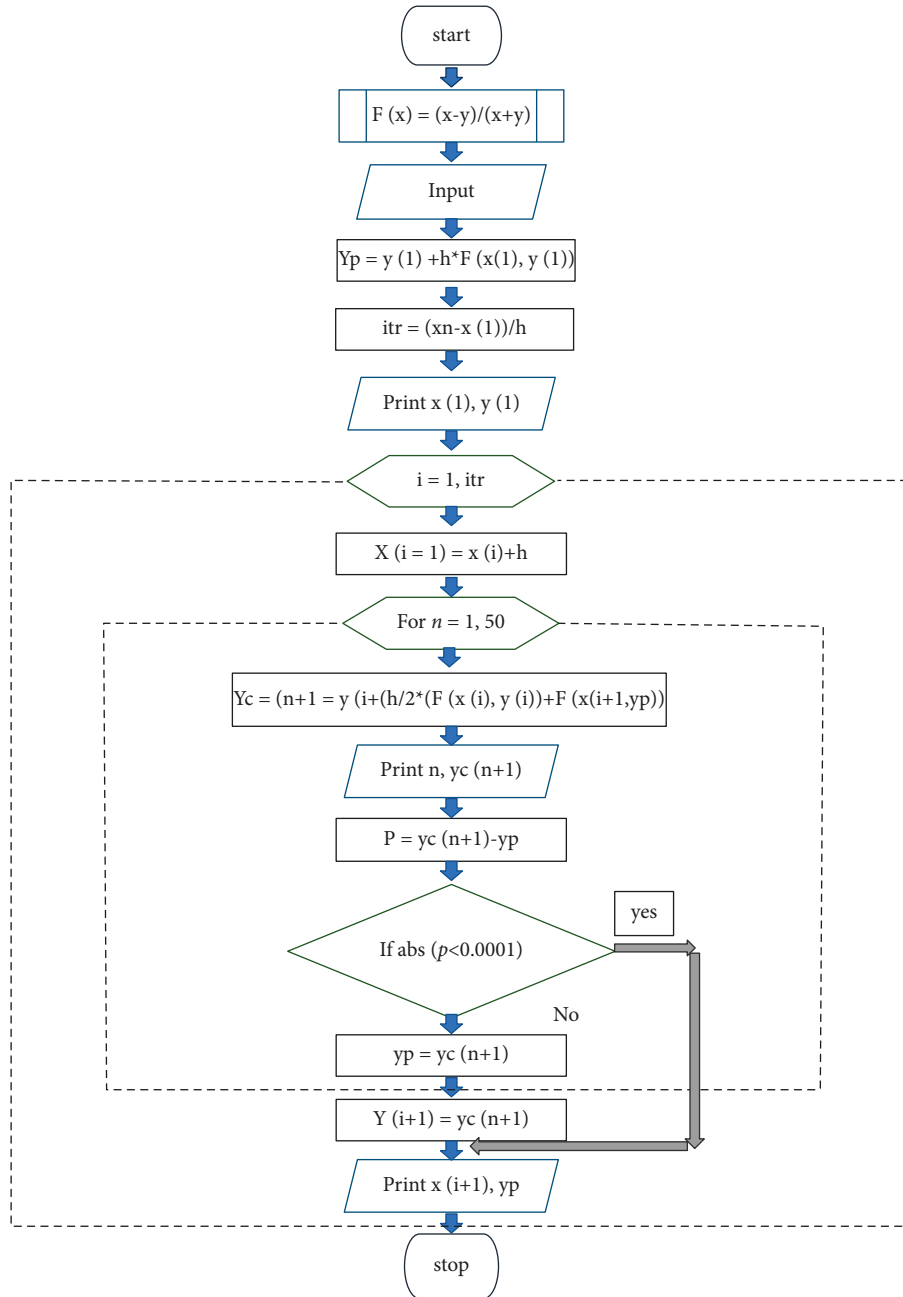 start
F (x) = (x-y)/(x+y)
Input
Yp = y (1) +h*F (x(1), y (1))
itr = (xn-x (1))/h
Print x (1), y (1)
i = 1, itr
X (i = 1) = x (i)+h
For n = 1, 50
Yc = (n+1 = y (i+(h/2*(F (x (i), y (i))+F (x(i+1,yp))
Print n, yc (n+1)
P = yc (n+1)-yp
yes
If abs (p<0.0001)
No
yp = yc (n+1)
Y (i+1) = yc (n+1)
Print x (i+1), yp
stop